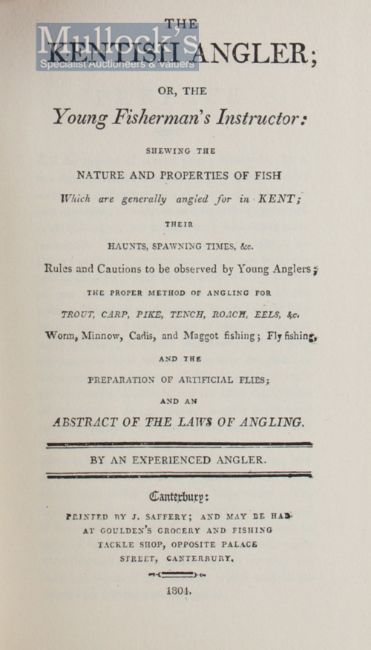 THE
Mullock's
Specialist Auctioneers & Valuers
KENTISH ANGLER;
OR, THE
Young Fisherman's Instructor:
SHEWING THE
NATURE AND PROPERTIES OF FISH
Which are generally angled for in KENT;
THEIR
HAUNTS, SPAWNING TIMES, &c.
Rules and Cautions to be observed by Young Anglers;
THE PROPER METHOD OF ANGLING FOR
TROUT, CARP, PIKE, TENCH, ROACH, EELS, &c.
Worm, Minnow, Cadis, and Maggot fishing; Fly fishing,
AND THE
PREPARATION OF ARTIFICIAL FLIES;
AND AN
ABSTRACT OF THE LAWS OF ANGLING.
BY AN EXPERIENCED ANGLER.
Canterbury:
PRINTED BY J. SAFFERY; AND MAY BE HAD
AT GOULDEN'S GROCERY AND FISHING
TACKLE SHOP, OPPOSITE PALACE
STREET, CANTERBURY.
1804.